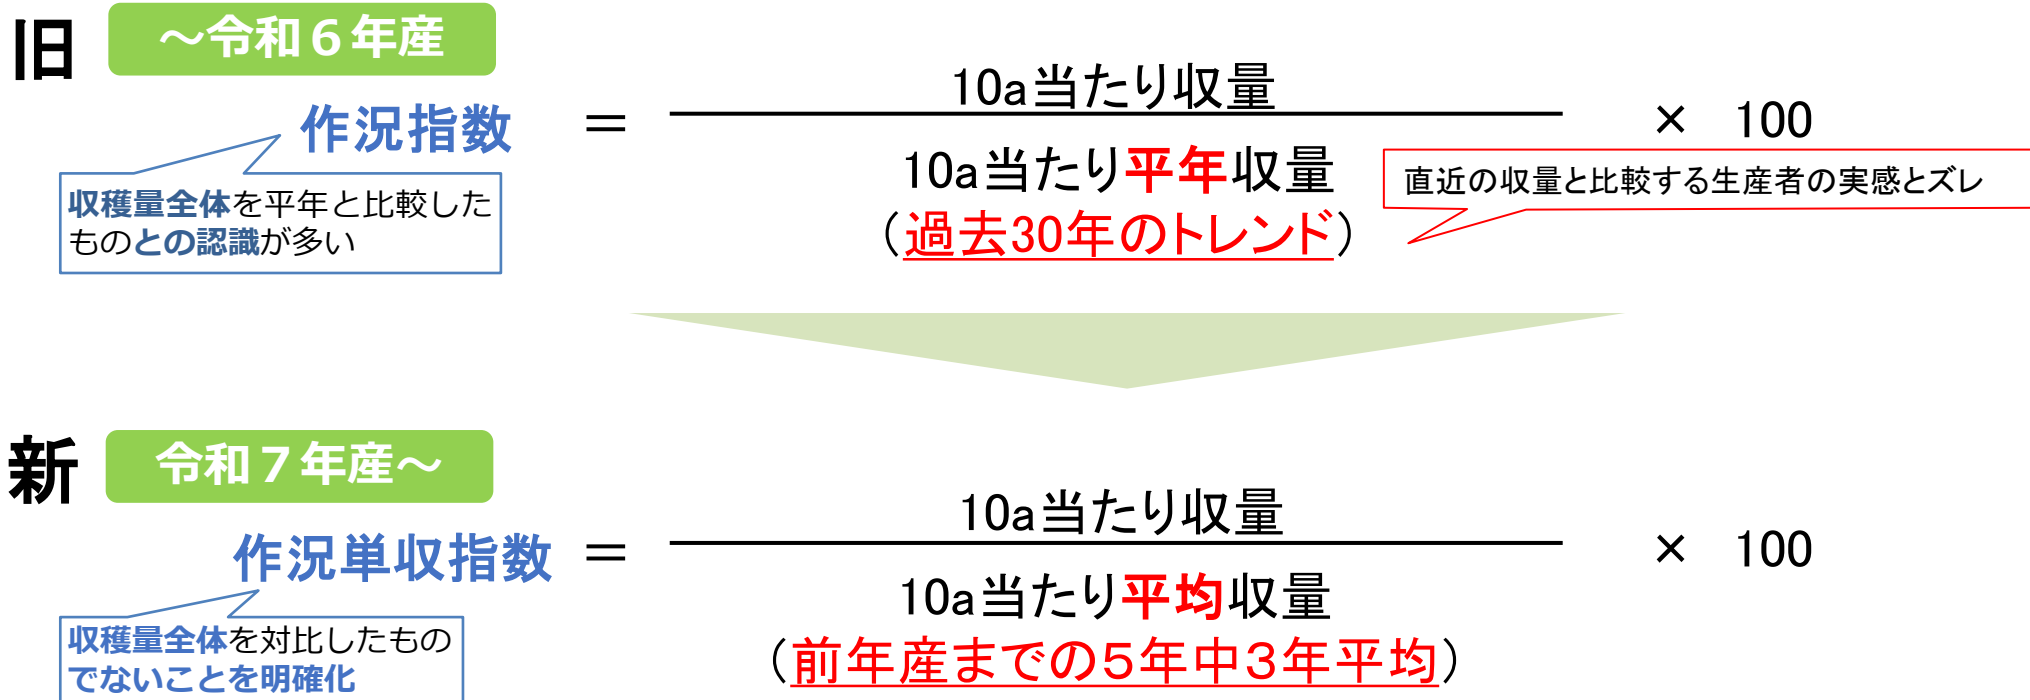 旧 ～令和６年産
作況指数 ＝ 10a当たり収量 × 100
10a当たり平年収量
（過去30年のトレンド）
直近の収量と比較する生産者の実感とズレ
収穫量全体を平年と比較した
ものとの認識が多い
新 令和７年産～
作況単収指数 ＝ 10a当たり収量 × 100
10a当たり平均収量
（前年産までの５年中３年平均）
収穫量全体を対比したもの
でないことを明確化